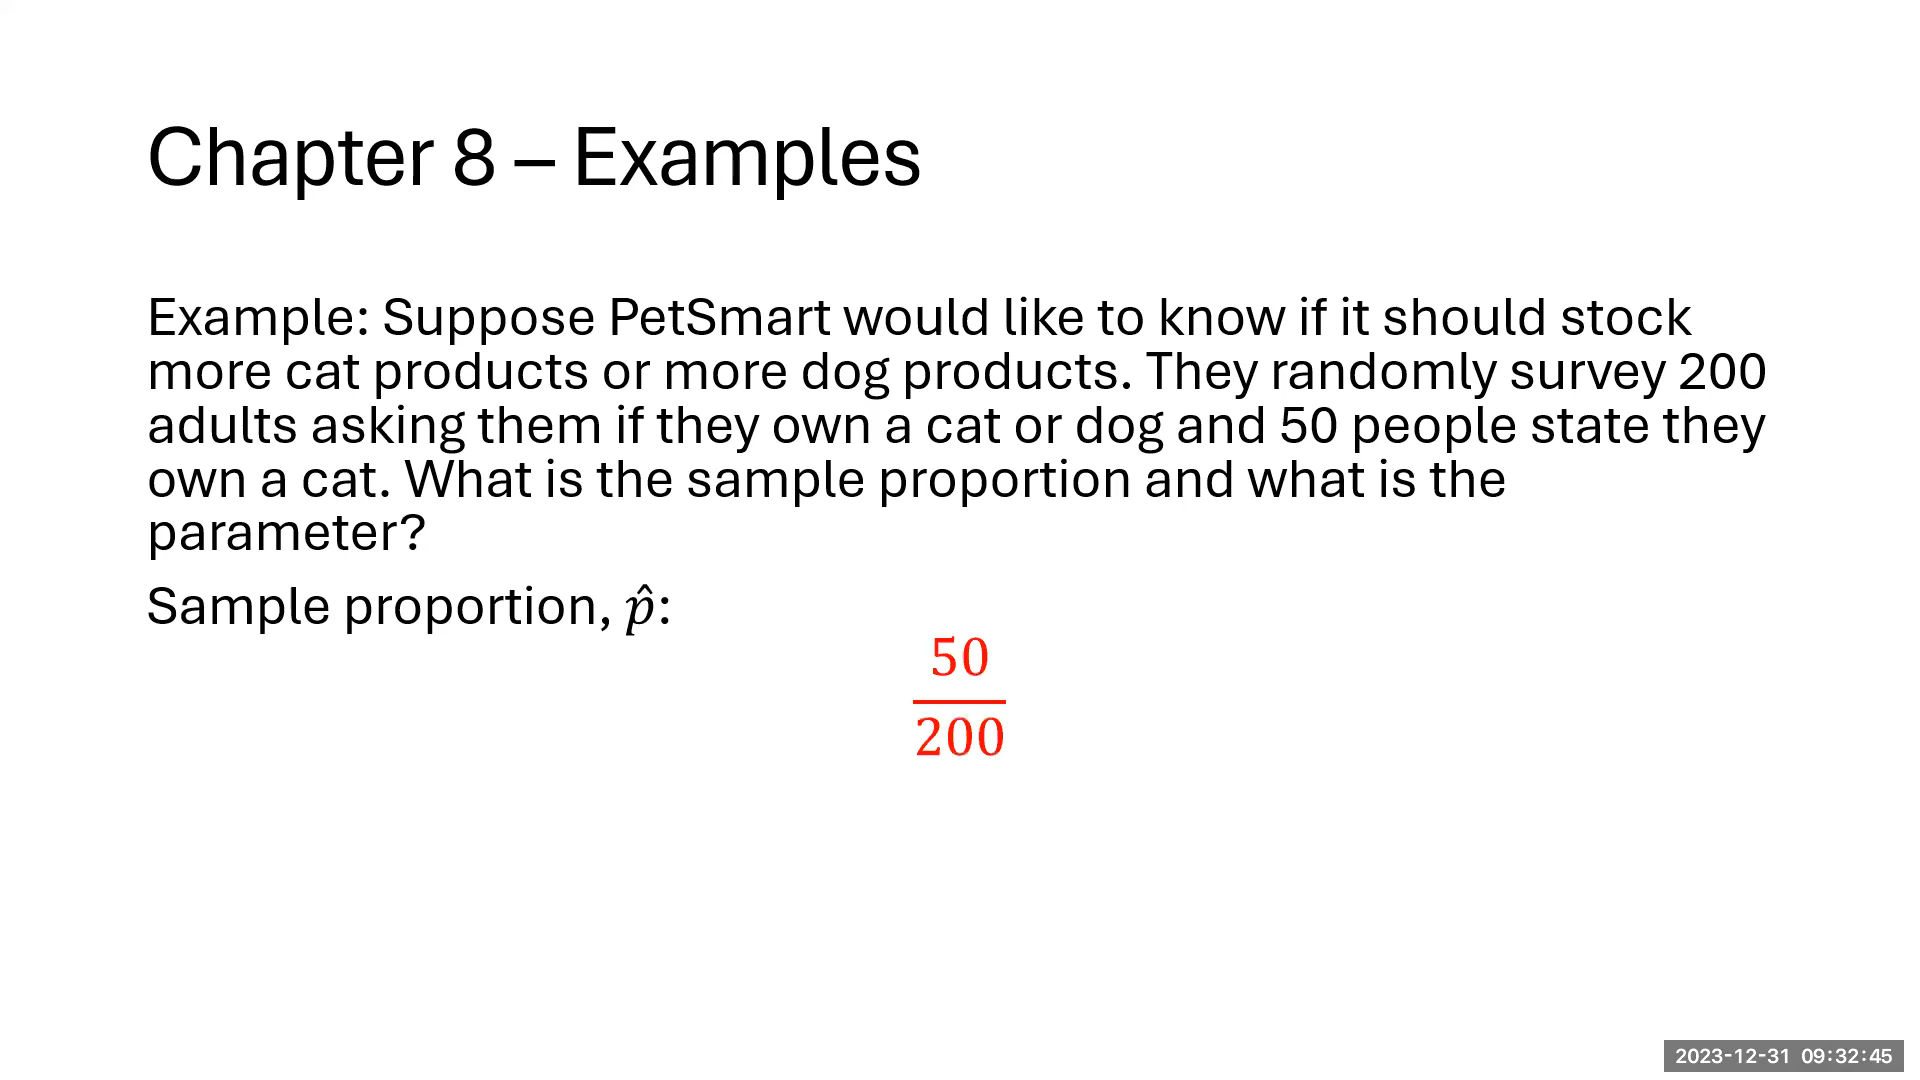 Chapter 8 – Examples
Example: Suppose PetSmart would like to know if it should stock
more cat products or more dog products. They randomly survey 200
adults asking them if they own a cat or dog and 50 people state they
own a cat. What is the sample proportion and what is the
parameter?
Sample proportion, p̂:
50
200
2023-12-31 09:32:45